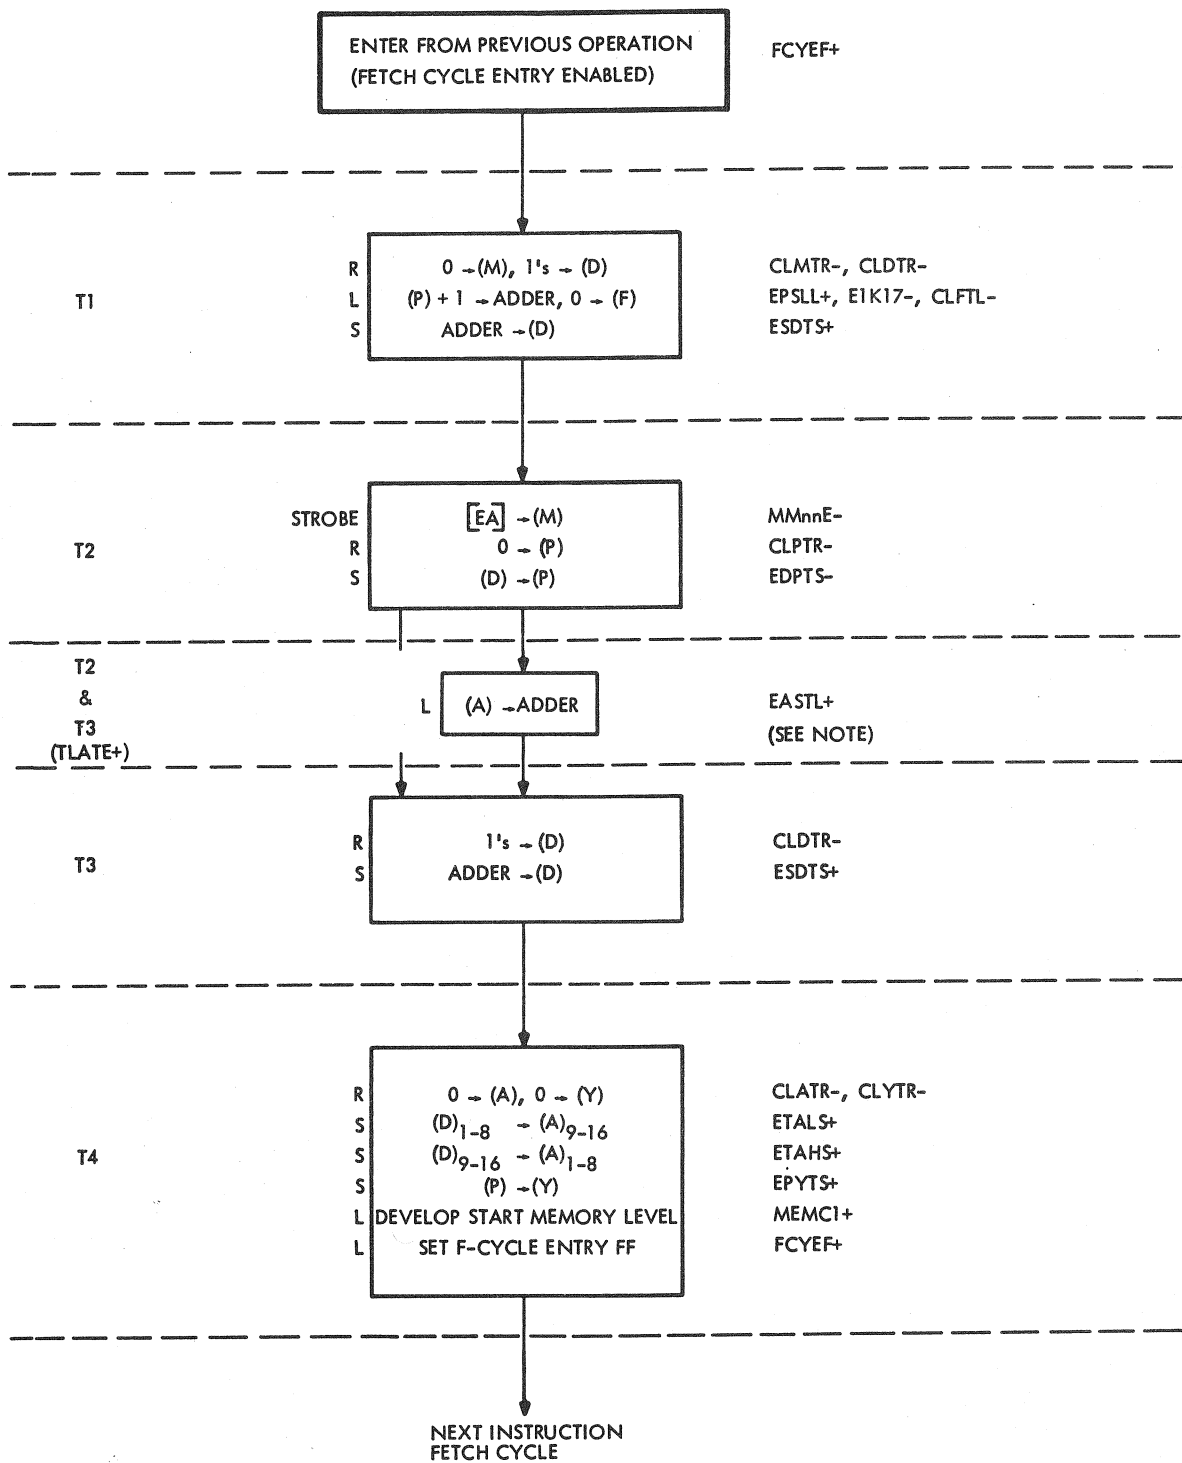 ENTER FROM PREVIOUS OPERATION
(FETCH CYCLE ENTRY ENABLED)
FCYEF+
T1
R 0 → (M), 1's → (D) CLMTR-, CLDTR-
L (P) + 1 → ADDER, 0 → (F) EPSLL+, E1K17-, CLFTL-
S ADDER → (D) ESDTS+
T2
STROBE [EA] → (M) MMnnE-
R 0 → (P) CLPTR-
S (D) → (P) EDPTS-
T2
&
T3
(TLATE+)
L (A) → ADDER EASTL+
(SEE NOTE)
T3
R 1's → (D) CLDTR-
S ADDER → (D) ESDTS+
T4
R 0 → (A), 0 → (Y) CLATR-, CLYTR-
S (D)1-8 → (A)9-16 ETALS+
S (D)9-16 → (A)1-8 ETAHS+
S (P) → (Y) EPYTS+
L DEVELOP START MEMORY LEVEL MEMC1+
L SET F-CYCLE ENTRY FF FCYEF+
NEXT INSTRUCTION
FETCH CYCLE